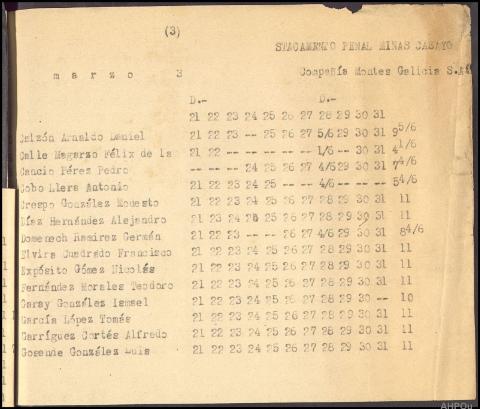 (3)
STACAMENTO PENAL MINAS CASAYO
marzo 3 Compañía Montes Galicia S.A
D.- D.-
21 22 23 24 25 26 27 28 29 30 31
Calzón Arnaldo Daniel 21 22 23 -- 25 26 27 5/6 29 30 31 9 5/6
Calle Magarzo Félix de la 21 22 -- -- -- -- -- 1/6 -- 30 31 4 1/6
Cancio Pérez Pedro -- -- -- 24 25 26 27 4/6 29 30 31 7 4/6
Cobo Llera Antonio 21 22 23 24 25 -- -- 4/6 -- -- -- 5 4/6
Crespo González Modesto 21 22 23 24 25 26 27 28 29 30 31 11
Díaz Hernández Alejandro 21 22 23 24 25 26 27 28 29 30 31 11
Domenech Ramirez Germán 21 22 23 -- -- 26 27 4/6 29 30 31 8 4/6
Elvira Cuadrado Francisco 21 22 23 24 25 26 27 28 29 30 31 11
Expósito Gómez Nicolás 21 22 23 24 25 26 27 28 29 30 31 11
Fernández Morales Teodoro 21 22 23 24 25 26 27 28 29 30 31 11
Garay González Ismael 21 22 23 24 25 26 27 28 29 30 -- 10
García López Tomás 21 22 23 24 25 26 27 28 29 30 31 11
Garríguez Cortés Alfredo 21 22 23 24 25 26 27 28 29 30 31 11
Gosende González Luis 21 22 23 24 25 26 27 28 29 30 31 11
AHPOu